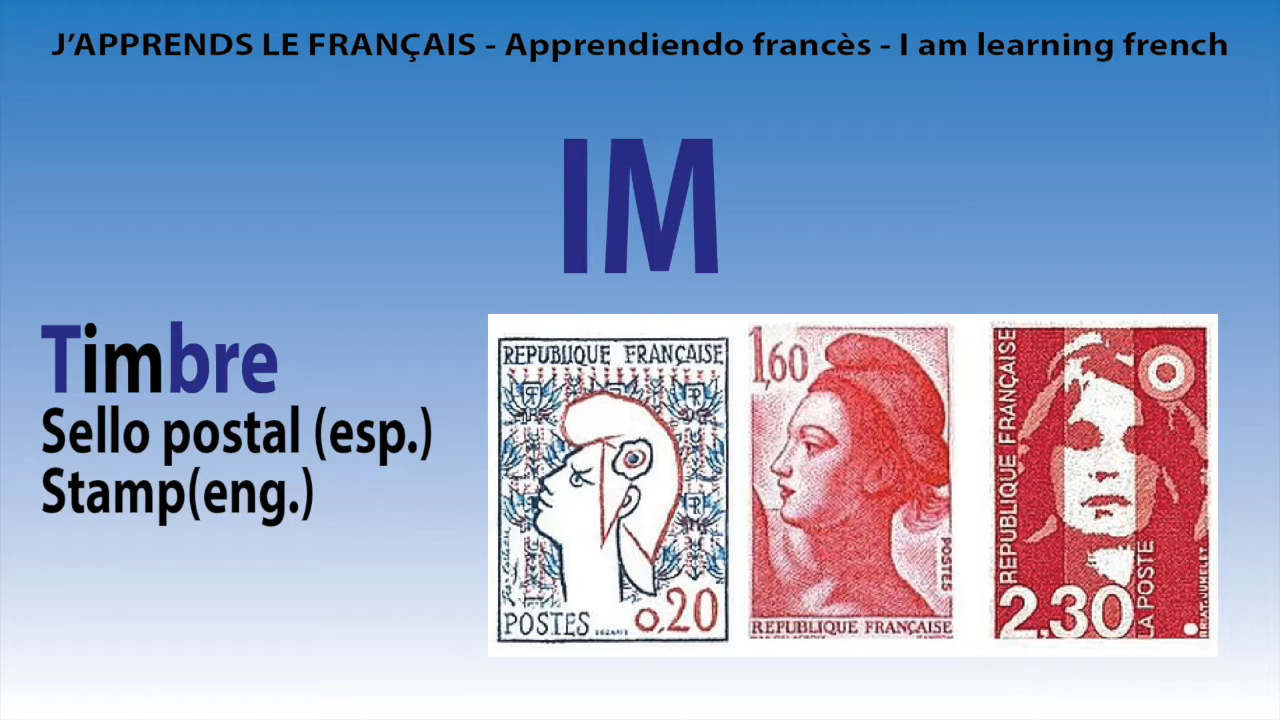 J’APPRENDS LE FRANÇAIS - Apprendiendo francès - I am learning french
IM
Timbre
Sello postal (esp.)
Stamp(eng.)
REPUBLIQUE FRANÇAISE
POSTES
0,20
1,60
POSTES
REPUBLIQUE FRANÇAISE
REPUBLIQUE FRANÇAISE
2,30
LA POSTE